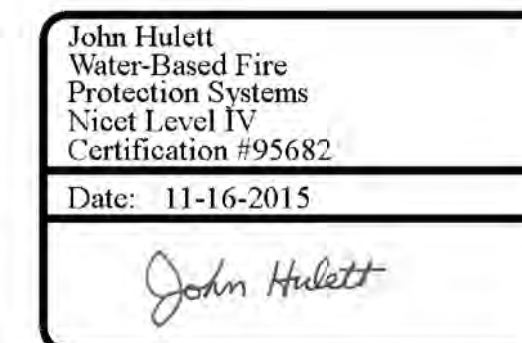 John Hulett
Water-Based Fire
Protection Systems
Nicet Level IV
Certification #95682
Date: 11-16-2015
John Hulett